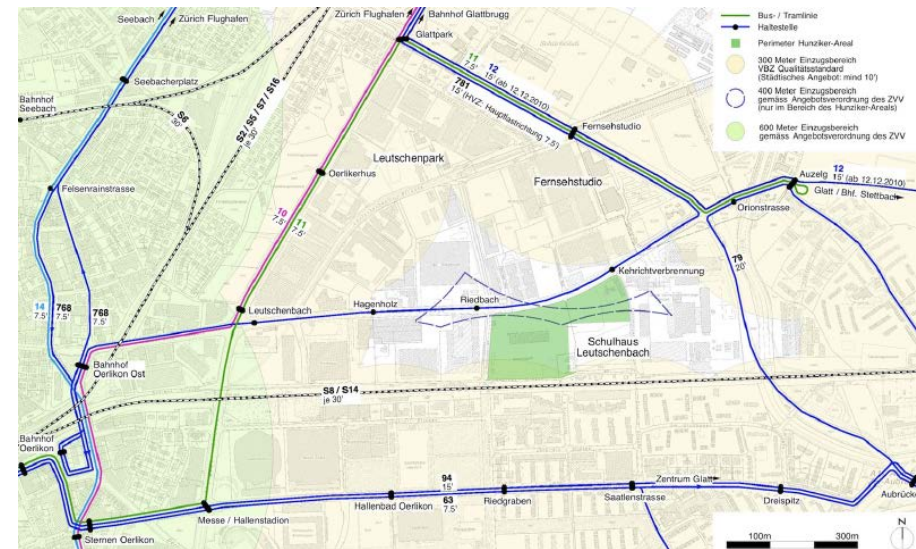 Seebach
Zürich Flughafen
Zürich Flughafen
Bahnhof Glattbrugg
Glattpark
11
7.5'
12
15' (ab 12.12.2010)
781
15' (HVZ: Hauptlastrichtung 7.5')
Bus- / Tramlinie
Haltestelle
Perimeter Hunziker-Areal
300 Meter Einzugsbereich
VBZ Qualitätsstandard
(Städtisches Angebot: mind 10')
400 Meter Einzugsbereich
gemäss Angebotsverordnung des ZVV
(nur im Bereich des Hunziker-Areals)
600 Meter Einzugsbereich
gemäss Angebotsverordnung des ZVV
Seebacherplatz
Bahnhof
Seebach
S6
30'
S2 / S5 / S7 / S16
je 30'
Fernsehstudio
Leutschenpark
Oerlikerhus
Fernsehstudio
Felsenrainstrasse
Auzelg
12
15' (ab 12.12.2010)
Glatt / Bhf. Stettbach
Orionstrasse
10
7.5'
11
7.5'
79
20'
Kehrichtverbrennung
14
7.5'
768
7.5'
768
7.5'
Leutschenbach
Hagenholz
Riedbach
Schulhaus
Leutschenbach
Bahnhof
Oerlikon Ost
S8 / S14
je 30'
Bahnhof
Oerlikon
94
15'
63
7.5'
Zentrum Glatt
Messe / Hallenstadion
Hallenbad Oerlikon
Riedgraben
Saatlenstrasse
Dreispitz
Aubrücke
Sternen Oerlikon
N
100m
300m